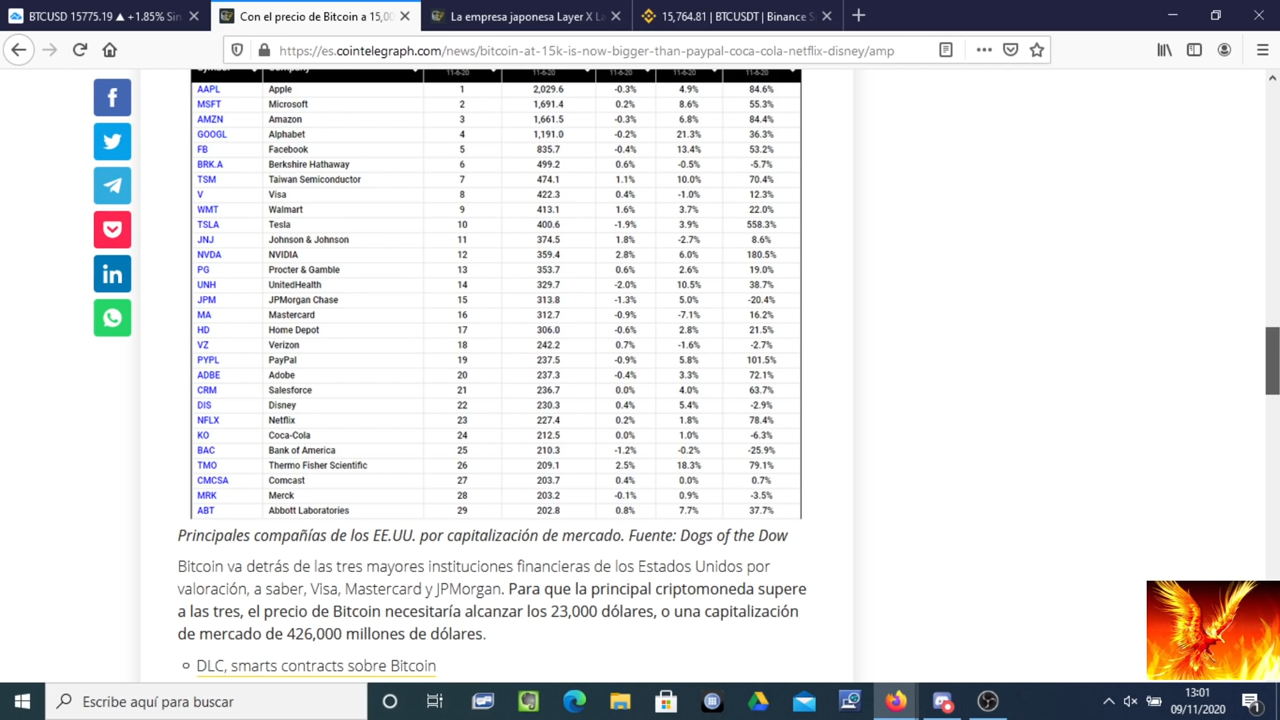 BTCUSD 15775.19 ▲ +1.85% Sin
Con el precio de Bitcoin a 15,00
La empresa japonesa Layer X La
15,764.81 | BTCUSDT | Binance S
https://es.cointelegraph.com/news/bitcoin-at-15k-is-now-bigger-than-paypal-coca-cola-netflix-disney/amp
Symbol Company 11-6-20 11-6-20 11-6-20 11-6-20 11-6-20
AAPL Apple 1 2,029.6 -0.3% 4.9% 84.6%
MSFT Microsoft 2 1,691.4 0.2% 8.6% 55.3%
AMZN Amazon 3 1,661.5 -0.3% 6.8% 84.4%
GOOGL Alphabet 4 1,191.0 -0.2% 21.3% 36.3%
FB Facebook 5 835.7 -0.4% 13.4% 53.2%
BRK.A Berkshire Hathaway 6 499.2 0.6% -0.5% -5.7%
TSM Taiwan Semiconductor 7 474.1 1.1% 10.0% 70.4%
V Visa 8 422.3 0.4% -1.0% 12.3%
WMT Walmart 9 413.1 1.6% 3.7% 22.0%
TSLA Tesla 10 400.6 -1.9% 3.9% 558.3%
JNJ Johnson & Johnson 11 374.5 1.8% -2.7% 8.6%
NVDA NVIDIA 12 359.4 2.8% 6.0% 180.5%
PG Procter & Gamble 13 353.7 0.6% 2.6% 19.0%
UNH UnitedHealth 14 329.7 -2.0% 10.5% 38.7%
JPM JPMorgan Chase 15 313.8 -1.3% 5.0% -20.4%
MA Mastercard 16 312.7 -0.9% -7.1% 16.2%
HD Home Depot 17 306.0 -0.6% 2.8% 21.5%
VZ Verizon 18 242.2 0.7% -1.6% -2.7%
PYPL PayPal 19 237.5 -0.9% 5.8% 101.5%
ADBE Adobe 20 237.3 -0.4% 3.3% 72.1%
CRM Salesforce 21 236.7 0.0% 4.0% 63.7%
DIS Disney 22 230.3 0.4% 5.4% -2.9%
NFLX Netflix 23 227.4 0.2% 1.8% 78.4%
KO Coca-Cola 24 212.5 0.0% 1.0% -6.3%
BAC Bank of America 25 210.3 -1.2% -0.2% -25.9%
TMO Thermo Fisher Scientific 26 209.1 2.5% 18.3% 79.1%
CMCSA Comcast 27 203.7 0.4% 0.0% 0.7%
MRK Merck 28 203.2 -0.1% 0.9% -3.5%
ABT Abbott Laboratories 29 202.8 0.8% 7.7% 37.7%
Principales compañías de los EE.UU. por capitalización de mercado. Fuente: Dogs of the Dow
Bitcoin va detrás de las tres mayores instituciones financieras de los Estados Unidos por
valoración, a saber, Visa, Mastercard y JPMorgan. Para que la principal criptomoneda supere
a las tres, el precio de Bitcoin necesitaría alcanzar los 23,000 dólares, o una capitalización
de mercado de 426,000 millones de dólares.
DLC, smarts contracts sobre Bitcoin
Escribe aquí para buscar
13:01
09/11/2020